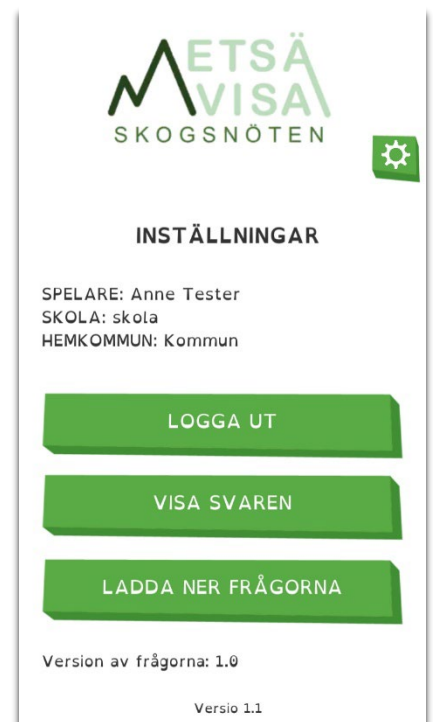 METSÄ
VISA
SKOGSNÖTEN
INSTÄLLNINGAR
SPELARE: Anne Tester
SKOLA: skola
HEMKOMMUN: Kommun
LOGGA UT
VISA SVAREN
LADDA NER FRÅGORNA
Version av frågorna: 1.0
Versio 1.1